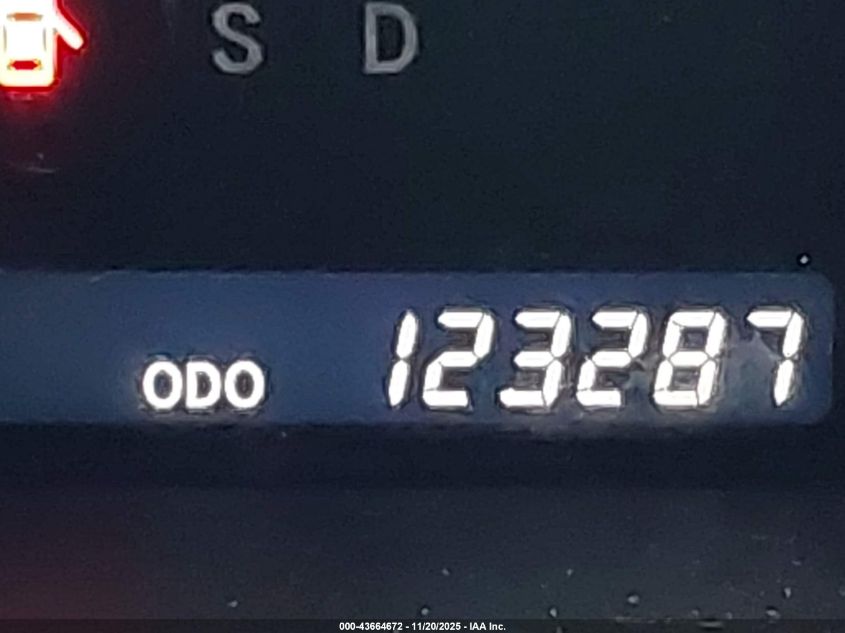 S D
ODO 123287
000-43664672 - 11/20/2025 - IAA Inc.